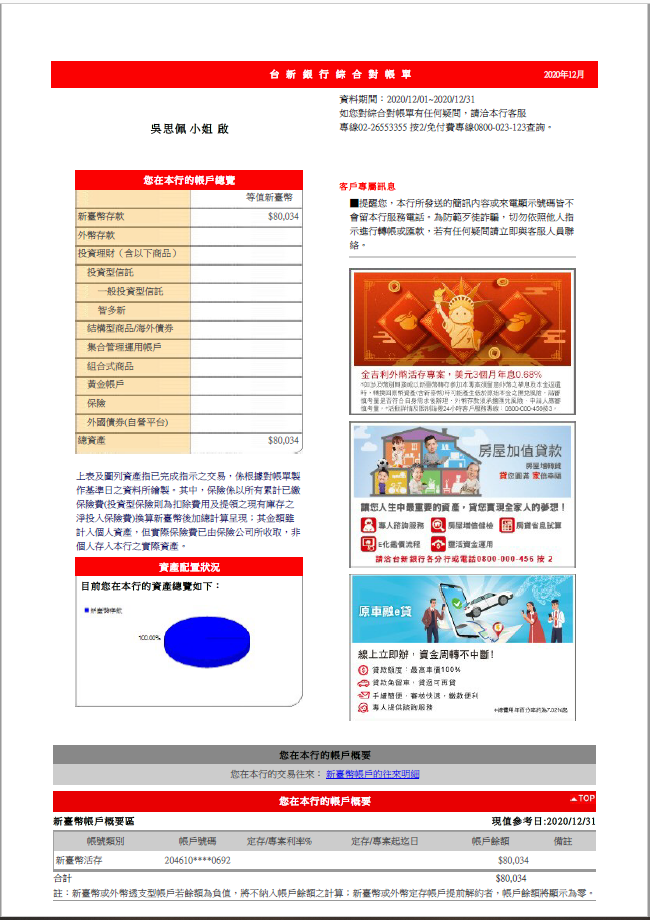 台新銀行綜合對帳單
2020年12月
資料期間：2020/12/01~2020/12/31
如您對綜合對帳單有任何疑問，請洽本行客服
專線02-26553355 按2/免付費專線0800-023-123查詢。
吳思佩 小姐 啟
您在本行的帳戶總覽
等值新臺幣
新臺幣存款 $80,034
外幣存款
投資理財（含以下商品）
投資型信託
一般投資型信託
智多新
結構型商品/海外債券
集合管理運用帳戶
組合式商品
黃金帳戶
保險
外國債券(自營平台)
總資產 $80,034
上表及圖列資產指已完成指示之交易，係根據對帳單製
作基準日之資料所繪製。其中，保險係以所有累計已繳
保險費(投資型保險則為扣除費用及提領之現有庫存之
淨投入保險費)換算新臺幣後加總計算呈現；其金額雖
計入個人資產，但實際保險費已由保險公司所收取，非
個人存入本行之實際資產。
資產配置狀況
目前您在本行的資產總覽如下：
新臺幣存款
100.00%
客戶專屬訊息
■提醒您，本行所發送的簡訊內容或來電顯示號碼皆不
會留本行服務電話。為防範歹徒詐騙，切勿依照他人指
示進行轉帳或匯款，若有任何疑問請立即與客服人員聯
絡。
金吉利外幣活存專案，美元3個月年息0.68%
房屋加值貸款
房屋增轉貸
貸您圓滿 家倍幸福
讓您人生中最重要的資產，貸您實現全家人的夢想！
專人諮詢服務
房屋增值健檢
房貸省息試算
E化鑑價流程
靈活資金運用
請洽台新銀行各分行或電話0800-000-456 按 2
原車融e貸
線上立即辦，資金周轉不中斷！
貸款額度：最高車價100%
貸款免留車，貸還可再貸
手續簡便，審核快速，繳款便利
專人提供諮詢服務
您在本行的帳戶概要
您在本行的交易往來： 新臺幣帳戶的往來明細
您在本行的帳戶概要
▲TOP
新臺幣帳戶概要區 現值參考日:2020/12/31
帳號類別 帳戶號碼 定存/專案利率% 定存/專案起迄日 帳戶餘額 備註
新臺幣活存 204610****0692 $80,034
合計 $80,034
註：新臺幣或外幣透支型帳戶若餘額為負值，將不納入帳戶餘額之計算；新臺幣或外幣定存帳戶提前解約者，帳戶餘額將顯示為零。